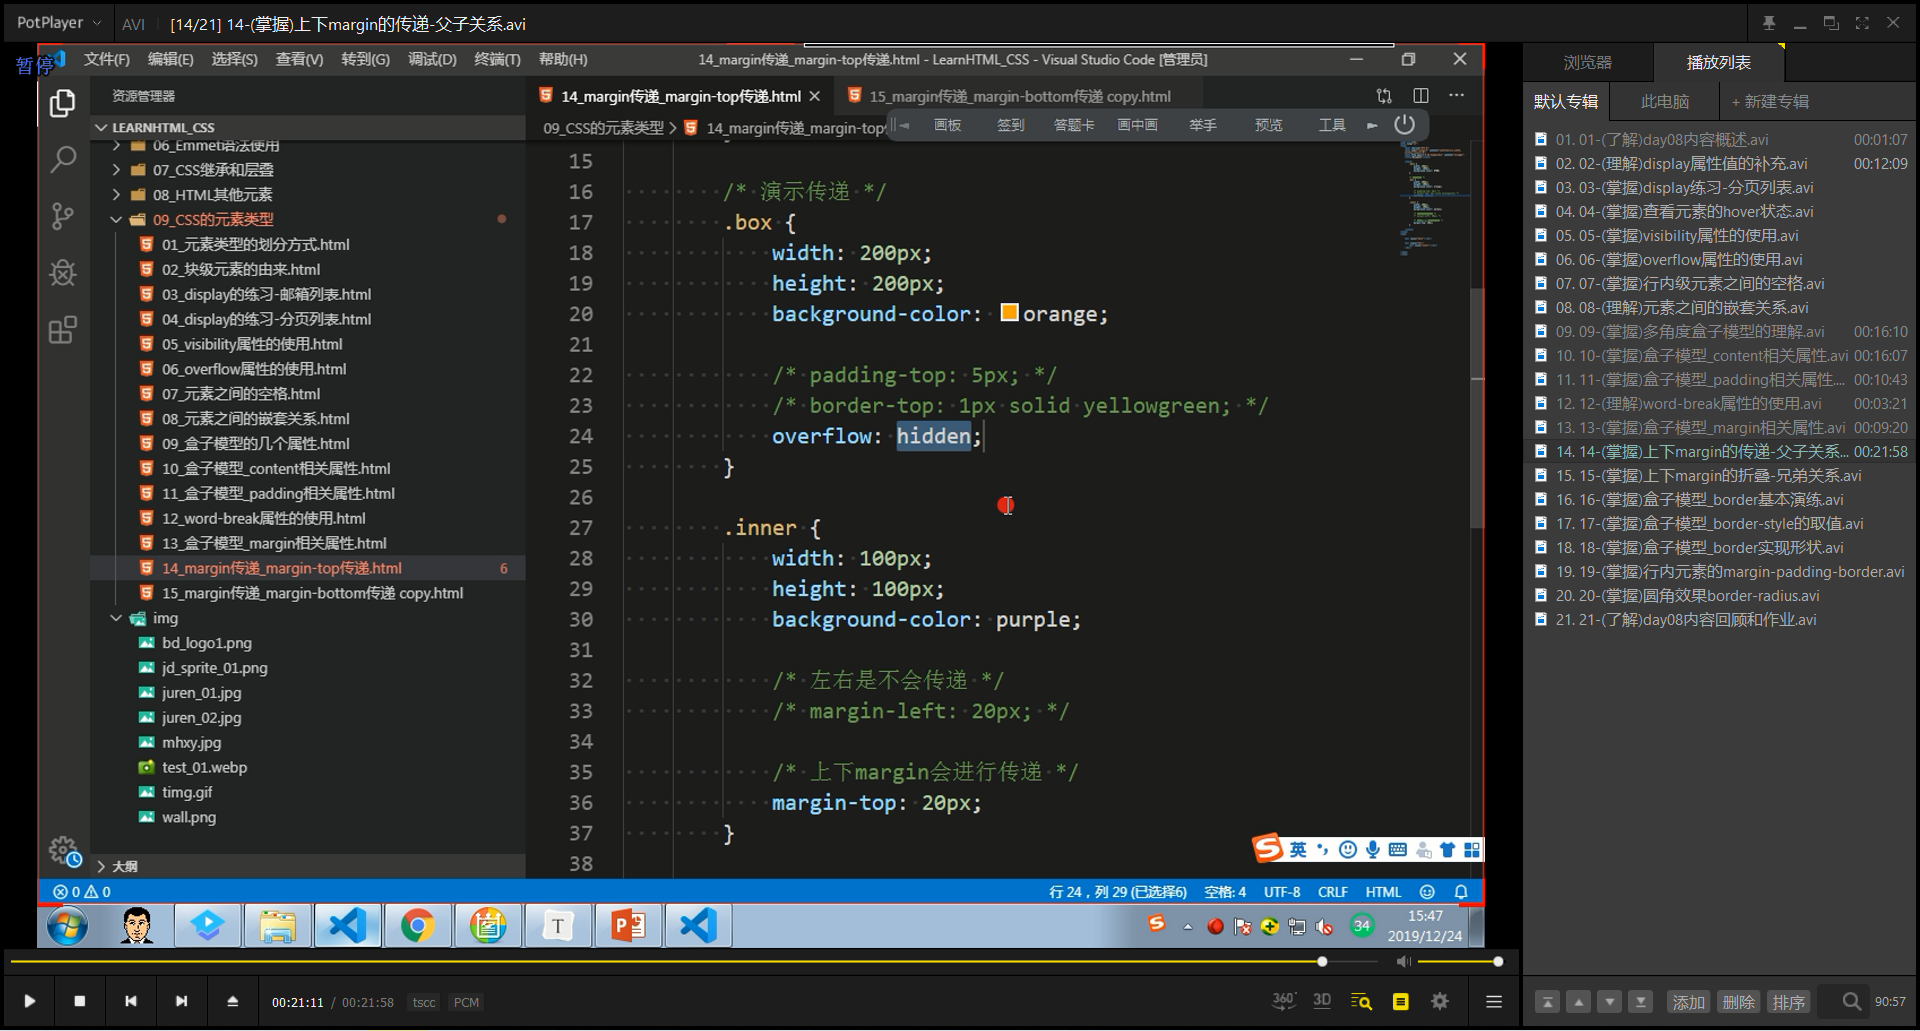 PotPlayer
AVI
[14/21] 14-(掌握)上下margin的传递-父子关系.avi
暂停
文件(F) 编辑(E) 选择(S) 查看(V) 转到(G) 调试(D) 终端(T) 帮助(H)
14_margin传递_margin-top传递.html - LearnHTML_CSS - Visual Studio Code [管理员]
资源管理器
LEARNHTML_CSS
06_Emmet语法使用
07_CSS继承和层叠
08_HTML其他元素
09_CSS的元素类型
01_元素类型的划分方式.html
02_块级元素的由来.html
03_display的练习-邮箱列表.html
04_display的练习-分页列表.html
05_visibility属性的使用.html
06_overflow属性的使用.html
07_元素之间的空格.html
08_元素之间的嵌套关系.html
09_盒子模型的几个属性.html
10_盒子模型_content相关属性.html
11_盒子模型_padding相关属性.html
12_word-break属性的使用.html
13_盒子模型_margin相关属性.html
14_margin传递_margin-top传递.html 6
15_margin传递_margin-bottom传递 copy.html
img
bd_logo1.png
jd_sprite_01.png
juren_01.jpg
juren_02.jpg
mhxy.jpg
test_01.webp
timg.gif
wall.png
大纲
14_margin传递_margin-top传递.html
15_margin传递_margin-bottom传递 copy.html
09_CSS的元素类型 > 14_margin传递_margin-top
画板 签到 答题卡 画中画 举手 预览 工具
15
16 /* 演示传递 */
17 .box {
18 width: 200px;
19 height: 200px;
20 background-color: orange;
21
22 /* padding-top: 5px; */
23 /* border-top: 1px solid yellowgreen; */
24 overflow: hidden;
25 }
26
27 .inner {
28 width: 100px;
29 height: 100px;
30 background-color: purple;
31
32 /* 左右是不会传递 */
33 /* margin-left: 20px; */
34
35 /* 上下margin会进行传递 */
36 margin-top: 20px;
37 }
38
英
0 0
行 24，列 29 (已选择6) 空格: 4 UTF-8 CRLF HTML
34
15:47
2019/12/24
00:21:11 / 00:21:58 tscc PCM
360° 3D
浏览器 播放列表
默认专辑 此电脑 + 新建专辑
01. 01-(了解)day08内容概述.avi 00:01:07
02. 02-(理解)display属性值的补充.avi 00:12:09
03. 03-(掌握)display练习-分页列表.avi
04. 04-(掌握)查看元素的hover状态.avi
05. 05-(掌握)visibility属性的使用.avi
06. 06-(掌握)overflow属性的使用.avi
07. 07-(掌握)行内级元素之间的空格.avi
08. 08-(理解)元素之间的嵌套关系.avi
09. 09-(掌握)多角度盒子模型的理解.avi 00:16:10
10. 10-(掌握)盒子模型_content相关属性.avi 00:16:07
11. 11-(掌握)盒子模型_padding相关属性.... 00:10:43
12. 12-(理解)word-break属性的使用.avi 00:03:21
13. 13-(掌握)盒子模型_margin相关属性.avi 00:09:20
14. 14-(掌握)上下margin的传递-父子关系... 00:21:58
15. 15-(掌握)上下margin的折叠-兄弟关系.avi
16. 16-(掌握)盒子模型_border基本演练.avi
17. 17-(掌握)盒子模型_border-style的取值.avi
18. 18-(掌握)盒子模型_border实现形状.avi
19. 19-(掌握)行内元素的margin-padding-border.avi
20. 20-(掌握)圆角效果border-radius.avi
21. 21-(了解)day08内容回顾和作业.avi
添加 删除 排序 90:57